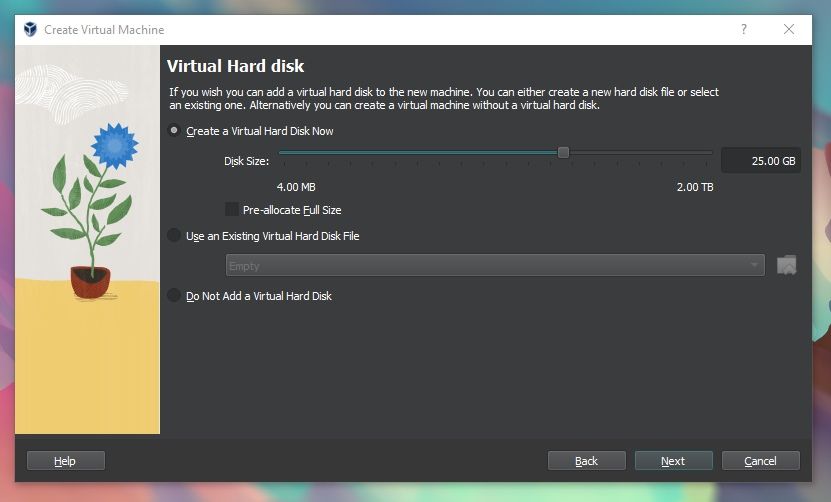 Create Virtual Machine
?
Virtual Hard disk
If you wish you can add a virtual hard disk to the new machine. You can either create a new hard disk file or select
an existing one. Alternatively you can create a virtual machine without a virtual hard disk.
Create a Virtual Hard Disk Now
Disk Size:
25.00 GB
4.00 MB
2.00 TB
Pre-allocate Full Size
Use an Existing Virtual Hard Disk File
Empty
Do Not Add a Virtual Hard Disk
Help
Back
Next
Cancel